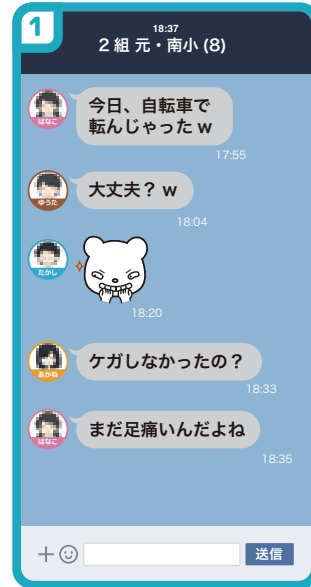 1
18:37
2 組 元・南小 (8)
今日、自転車で
転んじゃった w
はなこ
17:55
大丈夫? w
ゆうた
18:04
たかし
18:20
ケガしなかったの?
あかね
18:33
まだ足痛いんだよね
はなこ
18:35
送信